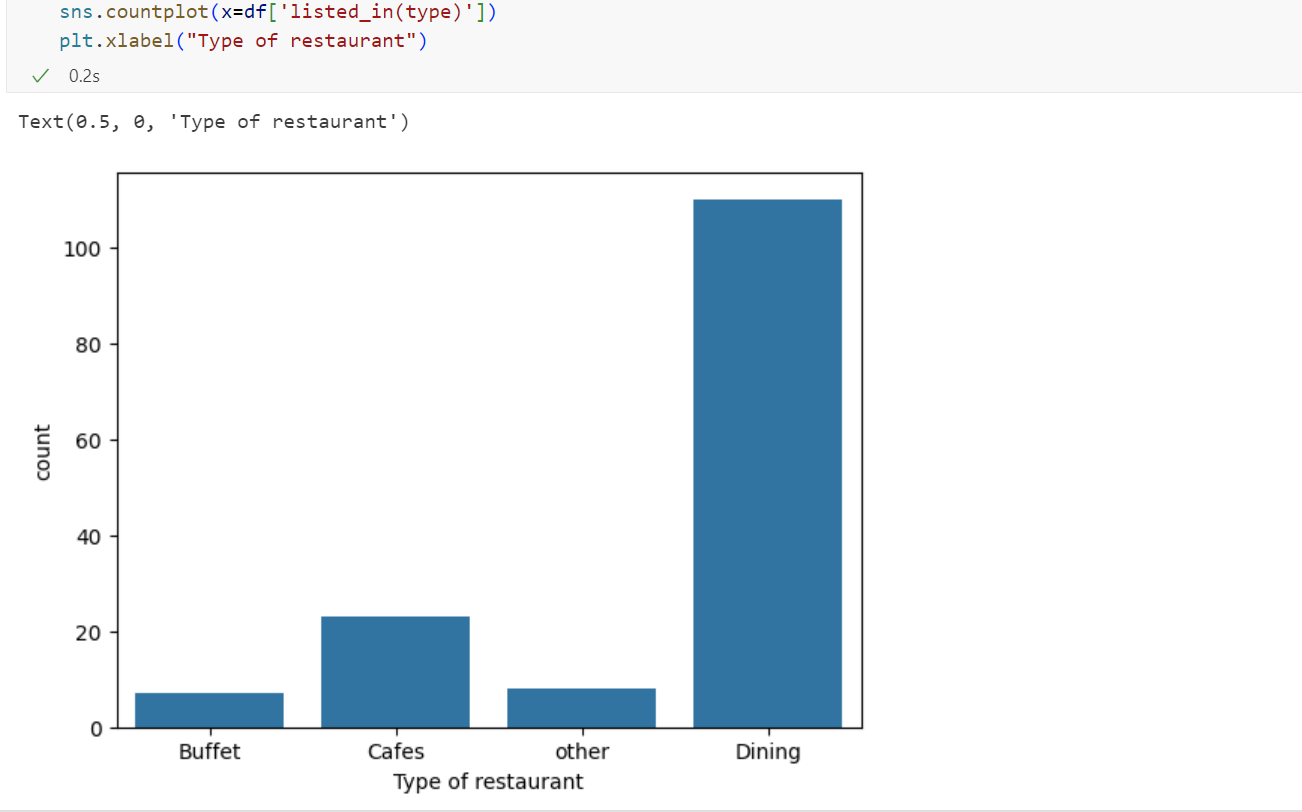 sns.countplot(x=df['listed_in(type)'])
plt.xlabel("Type of restaurant")
✓ 0.2s
Text(0.5, 0, 'Type of restaurant')
100
80
60
40
20
0
count
Buffet Cafes other Dining
Type of restaurant